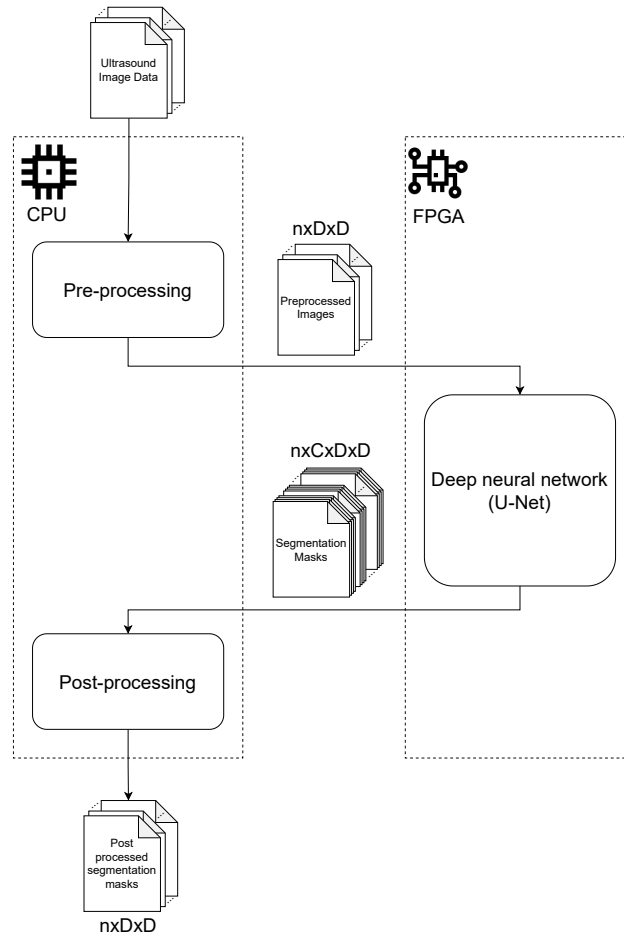 Ultrasound
Image Data
CPU
FPGA
Pre-processing
nxDxD
Preprocessed
Images
Deep neural network
(U-Net)
nxCxDxD
Segmentation
Masks
Post-processing
Post
processed
segmentation
masks
nxDxD